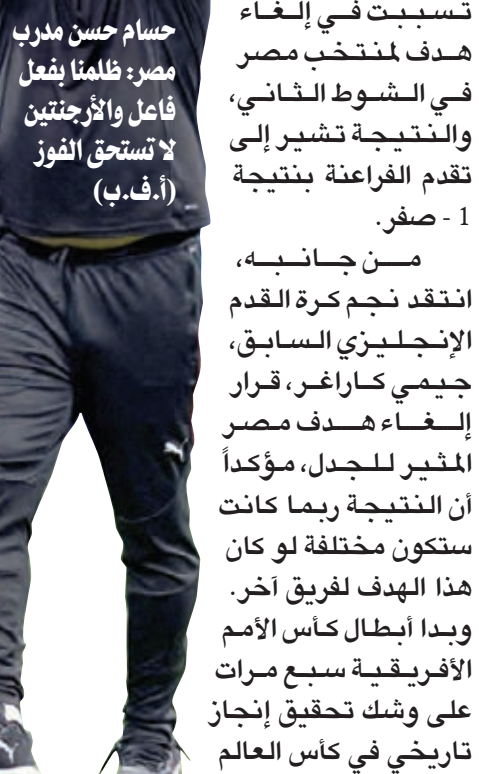 تسببت في إلغاء
هدف لمنتخب مصر
في الشوط الثاني،
والنتيجة تشير إلى
تقدم الفراعنة بنتيجة
1 - صفر.
من جانبه،
انتقد نجم كرة القدم
الإنجليزي السابق،
جيمي كاراغر، قرار
إلغاء هدف مصر
المثير للجدل، مؤكداً
أن النتيجة ربما كانت
ستكون مختلفة لو كان
هذا الهدف لفريق آخر.
وبدا أبطال كأس الأمم
الأفريقية سبع مرات
على وشك تحقيق إنجاز
تاريخي في كأس العالم
حسام حسن مدرب
مصر: ظلمنا بفعل
فاعل والأرجنتين
لا تستحق الفوز
(أ.ف.ب)